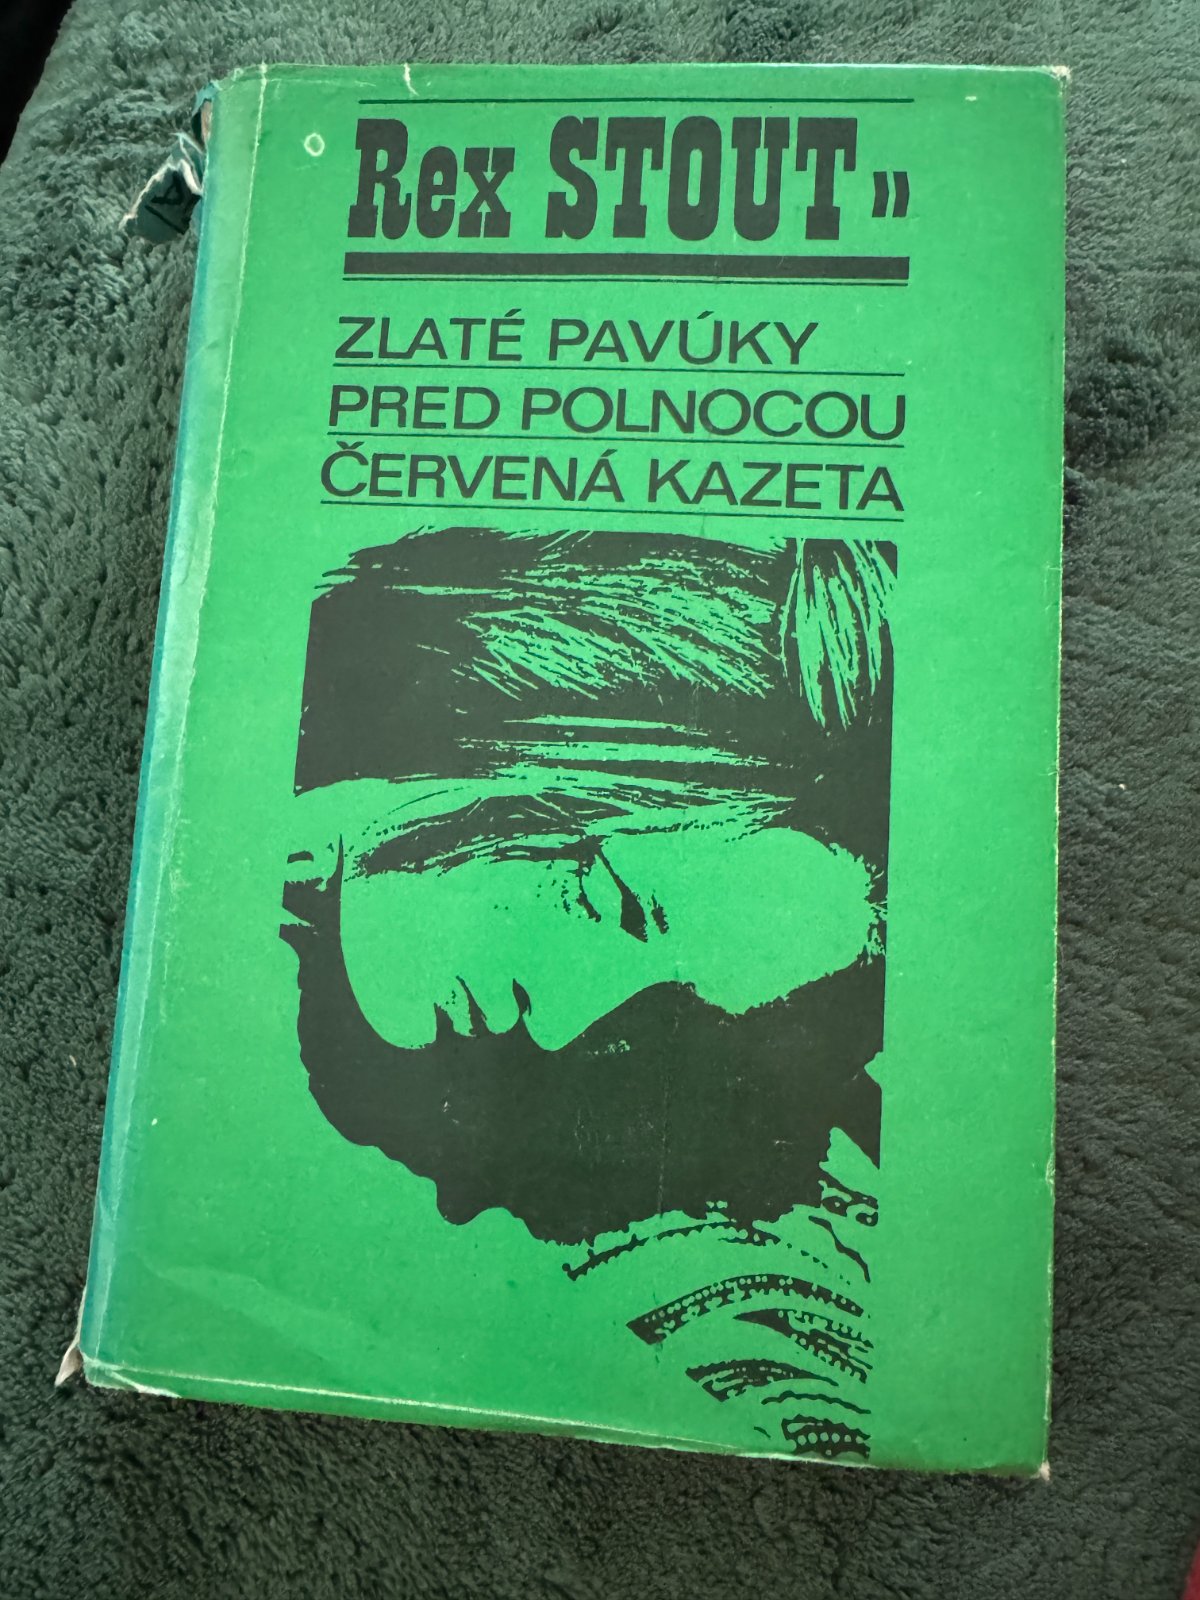 Rex STOUT
ZLATÉ PAVÚKY
PRED POLNOCOU
ČERVENÁ KAZETA